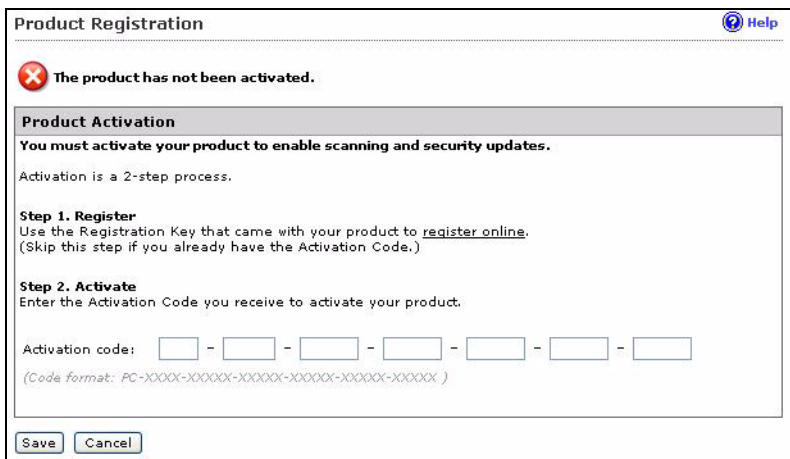 Product Registration
Help
The product has not been activated.
Product Activation
You must activate your product to enable scanning and security updates.
Activation is a 2-step process.
Step 1. Register
Use the Registration Key that came with your product to register online.
(Skip this step if you already have the Activation Code.)
Step 2. Activate
Enter the Activation Code you receive to activate your product.
Activation code: - - - - - -
(Code format: PC-XXXX-XXXXX-XXXXX-XXXXX-XXXXX-XXXXX )
Save Cancel